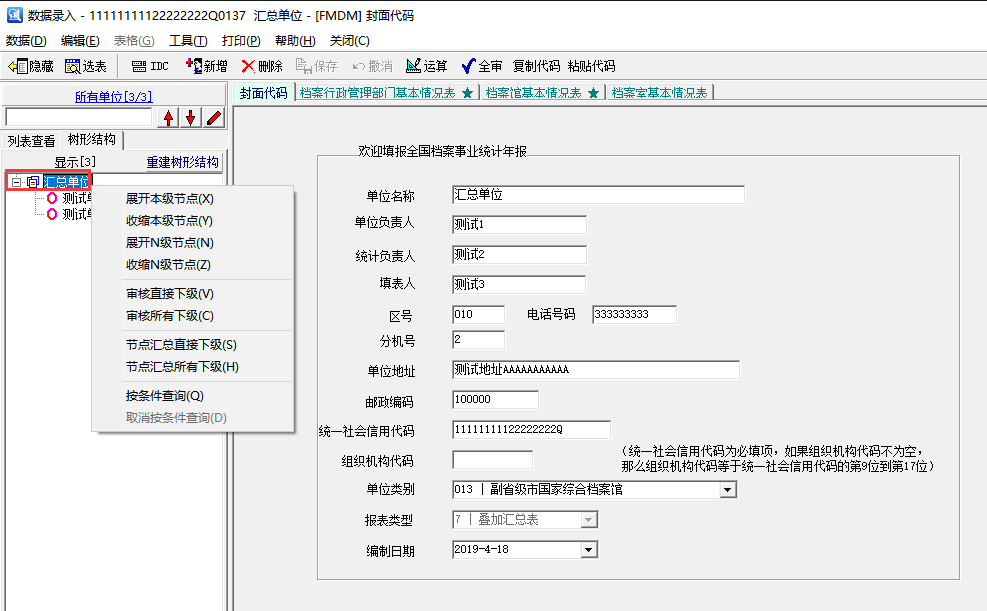 数据录入 - 11111111122222222Q0137 汇总单位 - [FMDM] 封面代码
数据(D) 编辑(E) 表格(G) 工具(T) 打印(P) 帮助(H) 关闭(C)
隐藏 选表 IDC 新增 删除 保存 撤消 运算 全审 复制代码 粘贴代码
所有单位[3/3]
封面代码 档案行政管理部门基本情况表 ★ 档案馆基本情况表 ★ 档案室基本情况表
列表查看 树形结构
显示[3] 重建树形结构
汇总单位
测试单
测试单
展开本级节点(X)
收缩本级节点(Y)
展开N级节点(N)
收缩N级节点(Z)
审核直接下级(V)
审核所有下级(C)
节点汇总直接下级(S)
节点汇总所有下级(H)
按条件查询(Q)
取消按条件查询(D)
欢迎填报全国档案事业统计年报
单位名称 汇总单位
单位负责人 测试1
统计负责人 测试2
填表人 测试3
区号 010 电话号码 333333333
分机号 2
单位地址 测试地址AAAAAAAAAAA
邮政编码 100000
统一社会信用代码 11111111122222222Q
组织机构代码
(统一社会信用代码为必填项，如果组织机构代码不为空，
那么组织机构代码等于统一社会信用代码的第9位到第17位)
单位类别 013 | 副省级市国家综合档案馆
报表类型 7 | 叠加汇总表
编制日期 2019-4-18